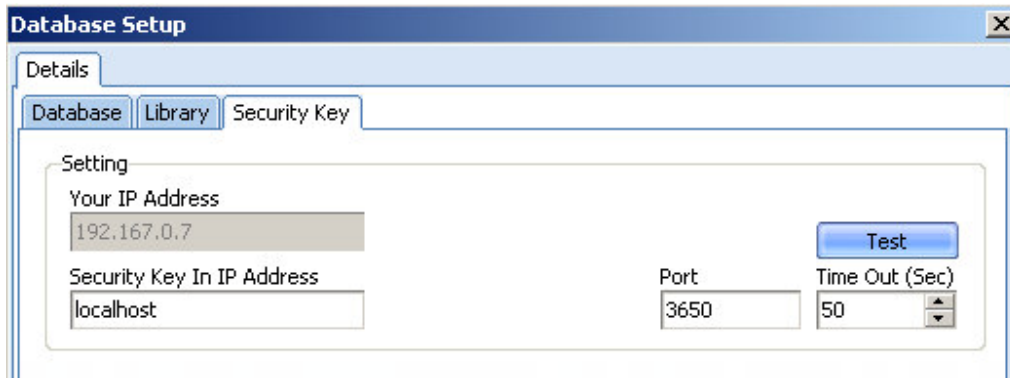 Database Setup
Details
Database Library Security Key
Setting
Your IP Address
192.167.0.7
Test
Security Key In IP Address Port Time Out (Sec)
localhost 3650 50